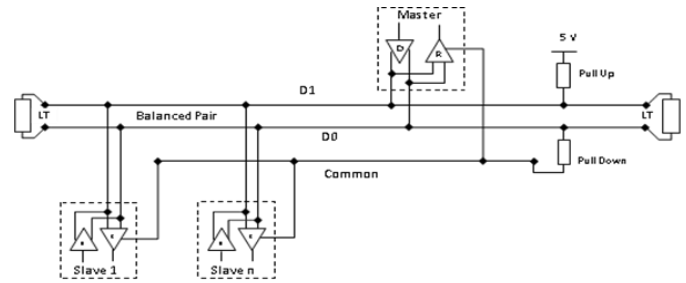 Master
5 V
D
R
Pull Up
D1
LT
Balanced Pair
LT
D0
Pull Down
Common
R
E
R
E
Slave 1
Slave n